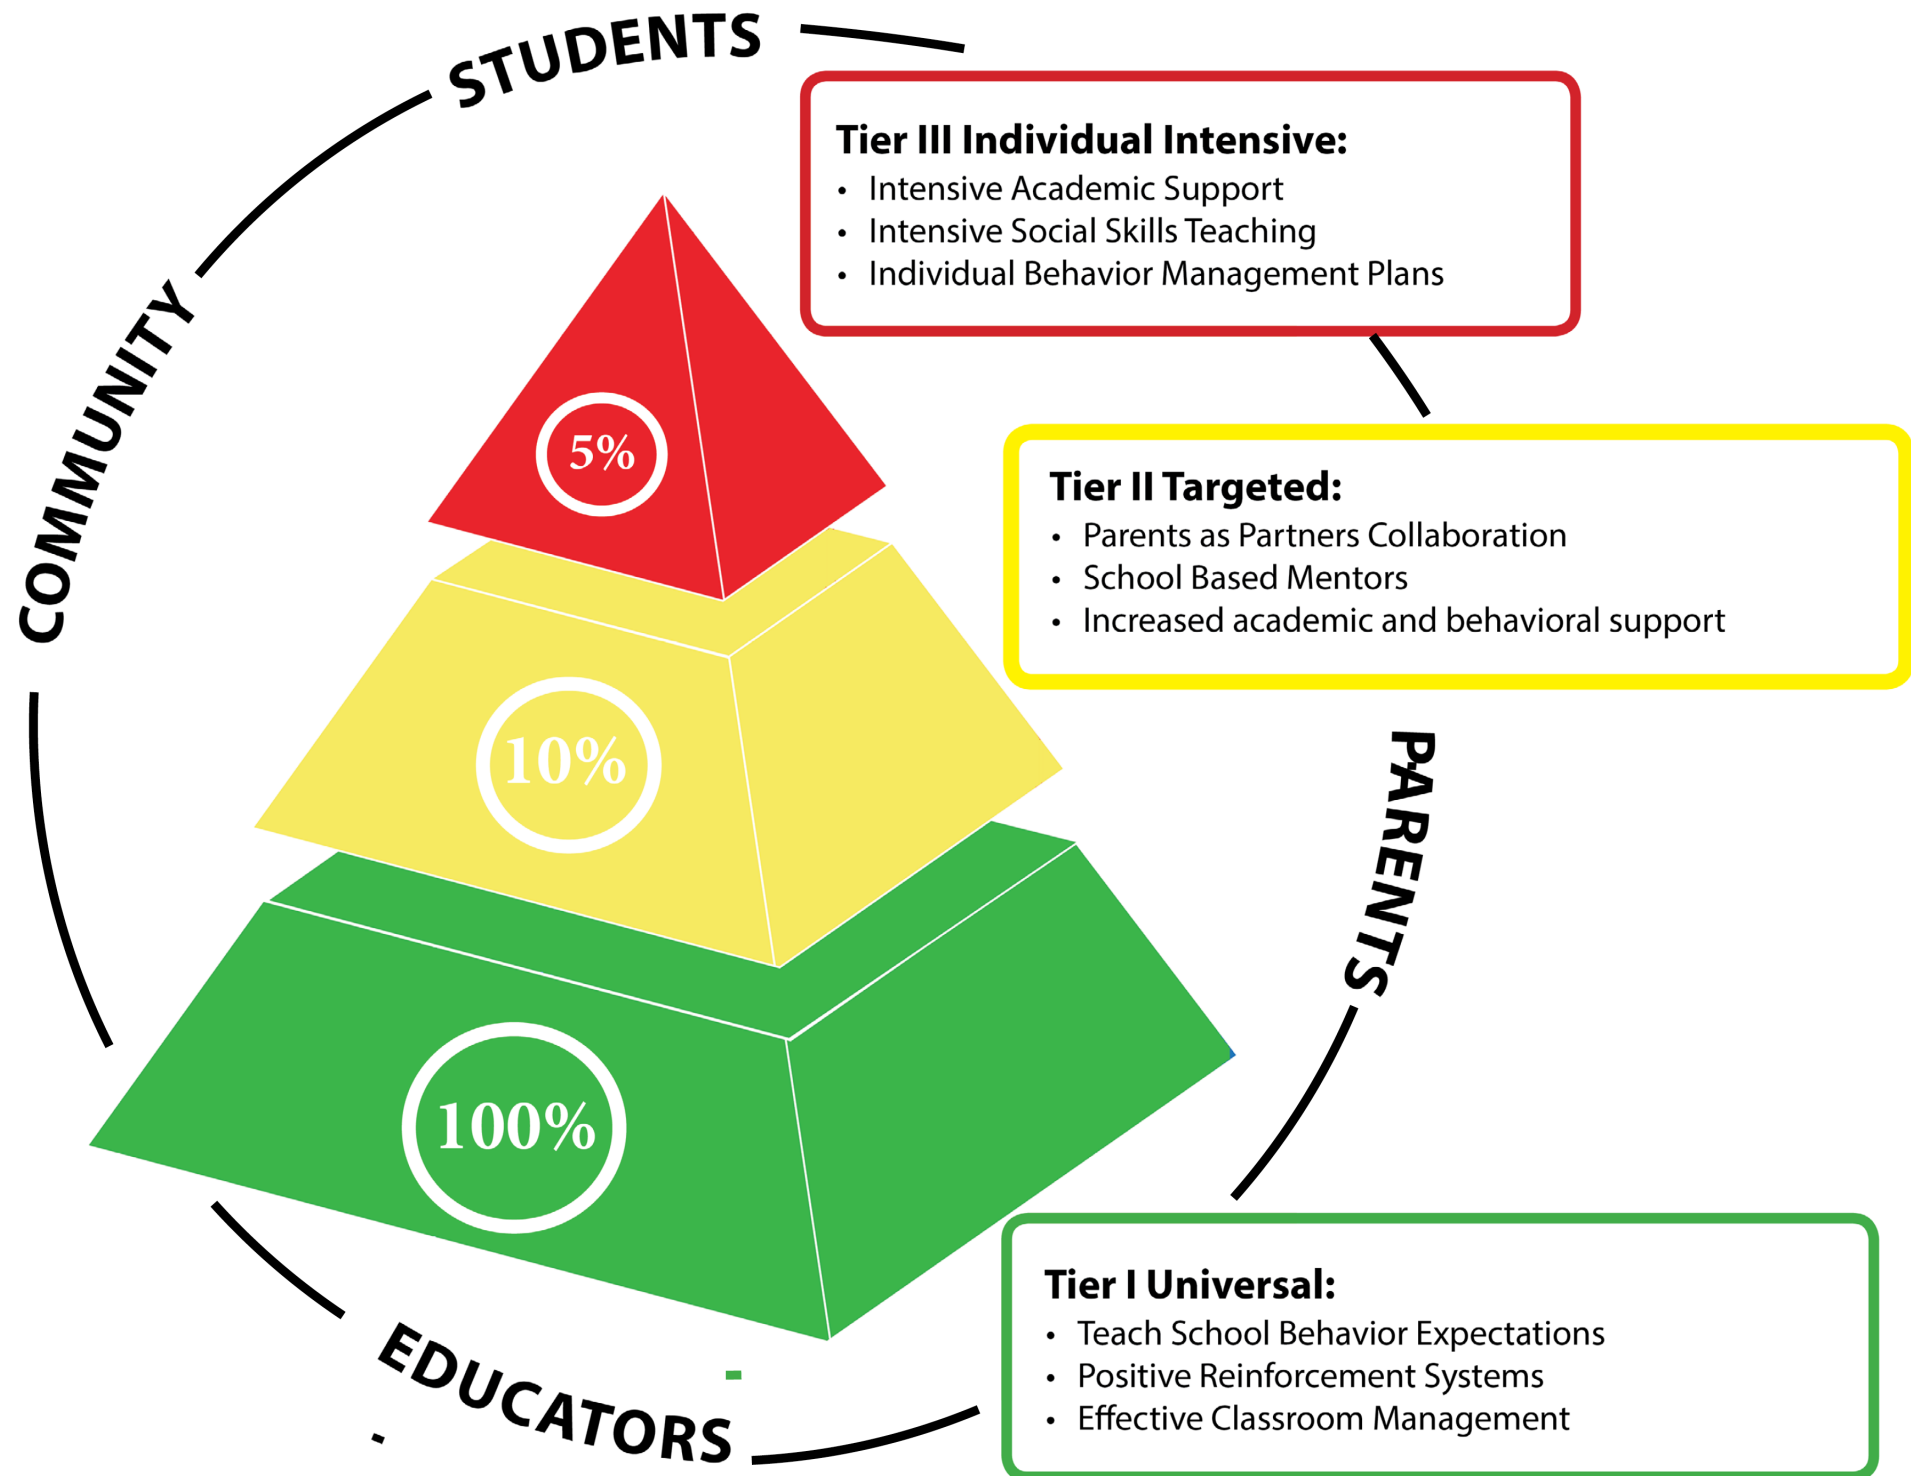 STUDENTS
Tier III Individual Intensive:
• Intensive Academic Support
• Intensive Social Skills Teaching
• Individual Behavior Management Plans
COMMUNITY
5%
Tier II Targeted:
• Parents as Partners Collaboration
• School Based Mentors
• Increased academic and behavioral support
10%
PARENTS
100%
Tier I Universal:
• Teach School Behavior Expectations
• Positive Reinforcement Systems
• Effective Classroom Management
EDUCATORS